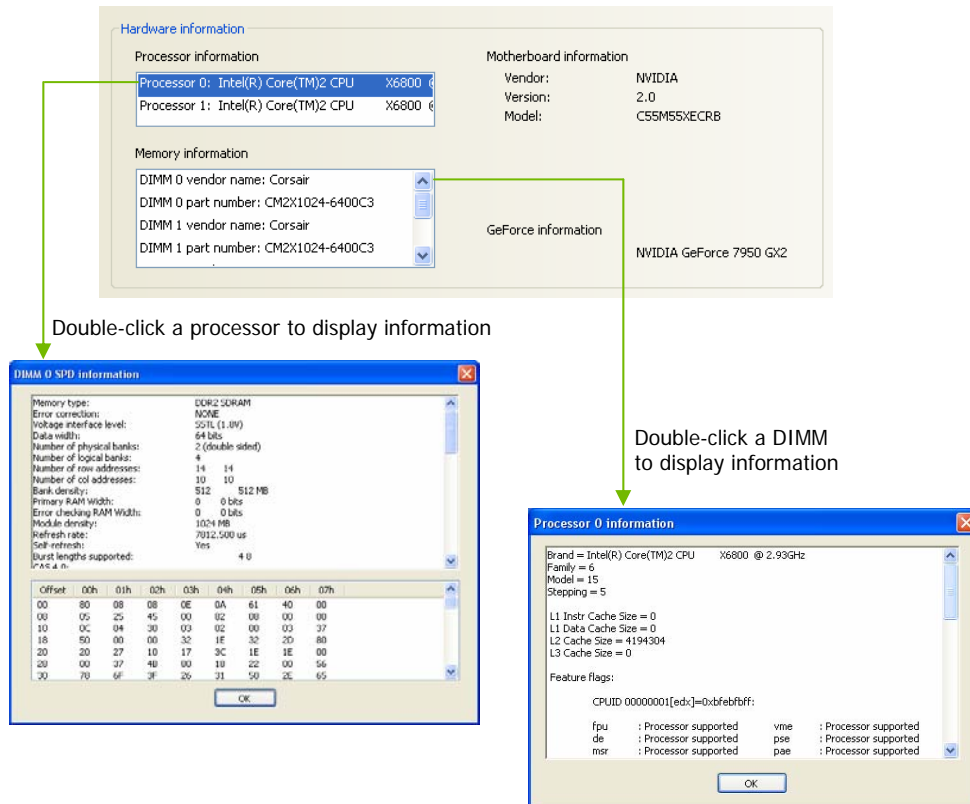 Hardware information
Processor information
Processor 0: Intel(R) Core(TM)2 CPU X6800 @
Processor 1: Intel(R) Core(TM)2 CPU X6800 @
Motherboard information
Vendor: NVIDIA
Version: 2.0
Model: C55M55XECRB
Memory information
DIMM 0 vendor name: Corsair
DIMM 0 part number: CM2X1024-6400C3
DIMM 1 vendor name: Corsair
DIMM 1 part number: CM2X1024-6400C3
GeForce information
NVIDIA GeForce 7950 GX2
Double-click a processor to display information
DIMM 0 SPD information
Memory type: DDR2 SDRAM
Error correction: NONE
Voltage interface level: SSTL (1.8V)
Data width: 64 bits
Number of physical banks: 2 (double sided)
Number of logical banks: 4
Number of row addresses: 14 14
Number of col addresses: 10 10
Bank density: 512 512 MB
Primary RAM Width: 0 0 bits
Error checking RAM Width: 0 0 bits
Module density: 1024 MB
Refresh rate: 7812.500 us
Self-refresh: Yes
Burst lengths supported: 4 8
CAS 4.0:
Offset 00h 01h 02h 03h 04h 05h 06h 07h
00 80 08 08 0E 0A 61 40 00
08 05 25 45 00 82 08 00 00
10 0C 04 30 03 02 00 03 37
18 50 00 00 32 1E 32 2D 80
20 20 27 10 17 3C 1E 1E 00
28 00 37 4B 80 18 22 00 56
30 78 6F 3F 26 31 50 2E 65
OK
Double-click a DIMM
to display information
Processor 0 information
Brand = Intel(R) Core(TM)2 CPU X6800 @ 2.93GHz
Family = 6
Model = 15
Stepping = 5
L1 Instr Cache Size = 0
L1 Data Cache Size = 0
L2 Cache Size = 4194304
L3 Cache Size = 0
Feature flags:
CPUID 00000001[edx]=0xbfebfbff:
fpu : Processor supported vme : Processor supported
de : Processor supported pse : Processor supported
msr : Processor supported pae : Processor supported
OK